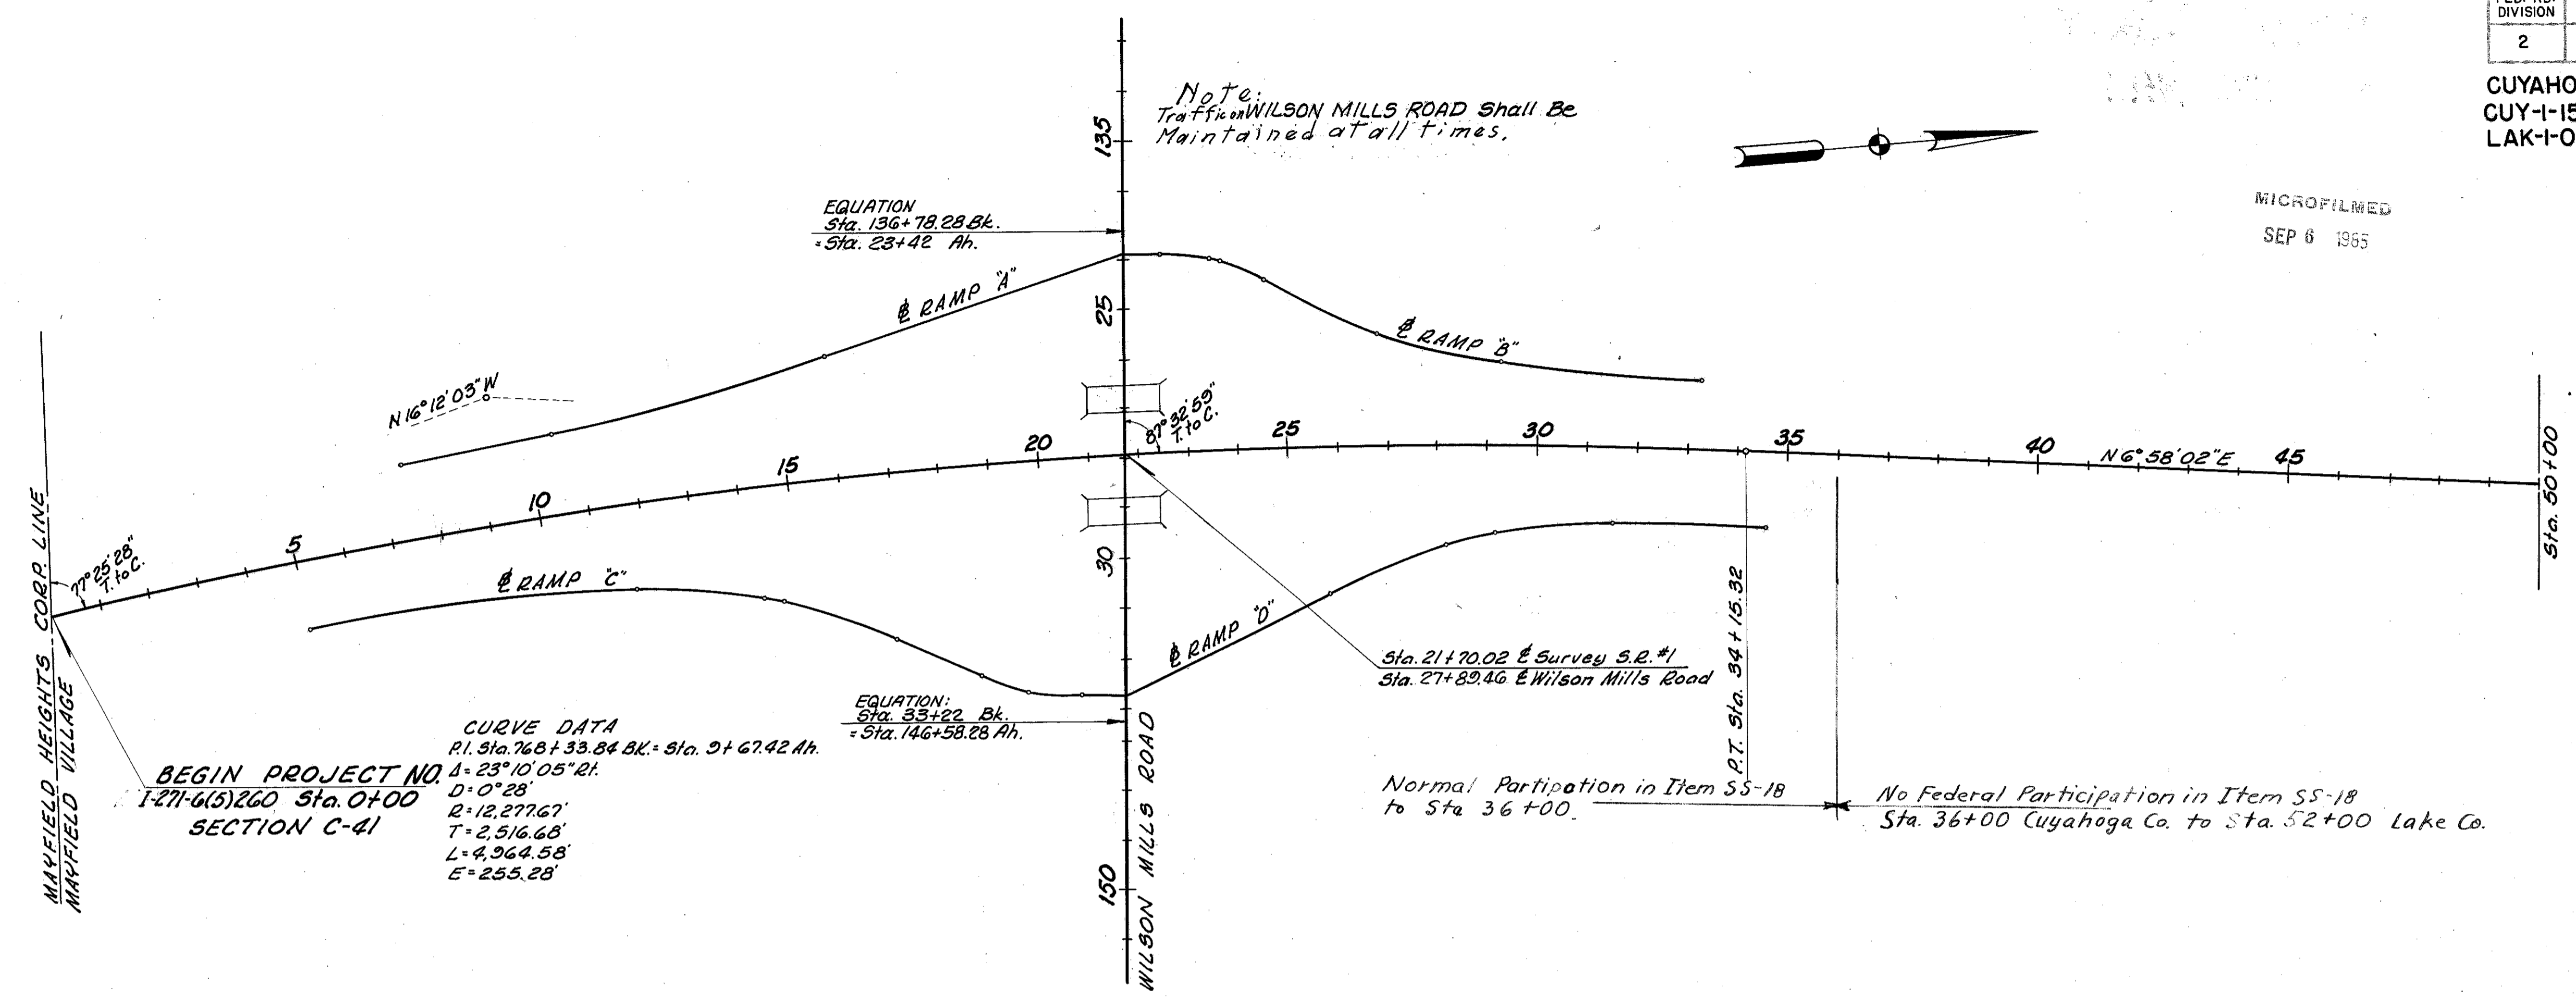 DIVISION
2
CUYAHO
CUY-1-15
LAK-1-0
MICROFILMED
SEP 6 1965
Note:
Traffic on WILSON MILLS ROAD Shall Be
Maintained at all times.
135
EQUATION
Sta. 136+78.28 Bk.
= Sta. 23+42 Ah.
25
℄ RAMP "A"
℄ RAMP "B"
N 16° 12' 03" W
87° 32' 59"
T. to C.
5
10
15
20
25
30
35
40
45
N 6° 58' 02" E
Sta. 50+00
77° 25' 28"
T. to C.
MAYFIELD HEIGHTS CORP. LINE
MAYFIELD VILLAGE
℄ RAMP "C"
30
℄ RAMP "D"
Sta. 21+70.02 ℄ Survey S.R. #1
Sta. 27+89.46 ℄ Wilson Mills Road
P.T. Sta. 34+15.32
EQUATION:
Sta. 33+22 Bk.
= Sta. 146+58.28 Ah.
CURVE DATA
P.I. Sta. 768+33.84 BK. = Sta. 9+67.42 Ah.
Δ = 23° 10' 05" Rt.
D = 0° 28'
R = 12,277.67'
T = 2,516.68'
L = 4,964.58'
E = 255.28'
BEGIN PROJECT NO.
I-271-6(5)260 Sta. 0+00
SECTION C-41
150
WILSON MILLS ROAD
Normal Partipation in Item SS-18
to Sta 36+00.
No Federal Participation in Item SS-18
Sta. 36+00 Cuyahoga Co. to Sta. 52+00 Lake Co.